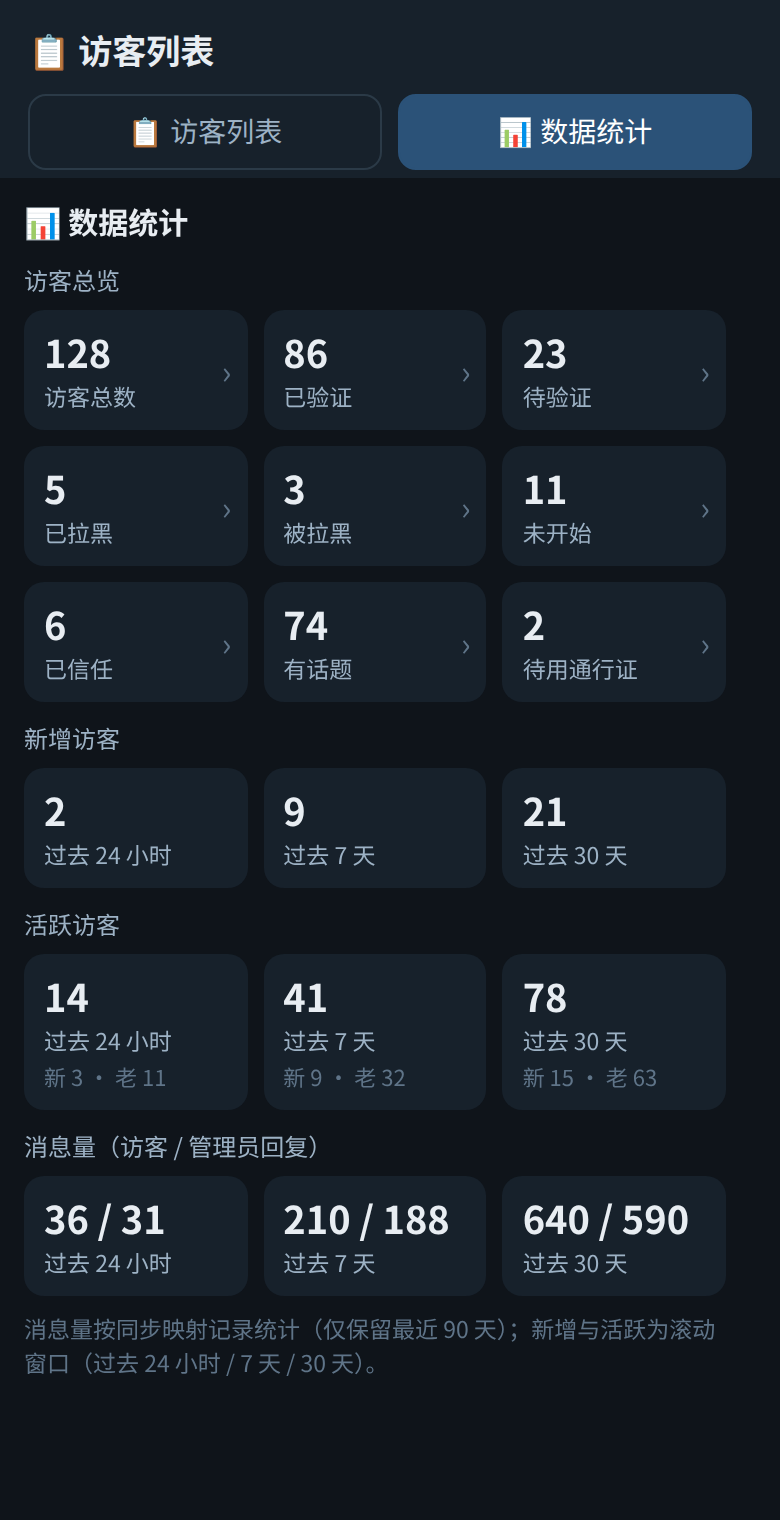 📋 访客列表
📋 访客列表
📊 数据统计
📊 数据统计
访客总览
128 访客总数 ›
86 已验证 ›
23 待验证 ›
5 已拉黑 ›
3 被拉黑 ›
11 未开始 ›
6 已信任 ›
74 有话题 ›
2 待用通行证 ›
新增访客
2 过去 24 小时
9 过去 7 天
21 过去 30 天
活跃访客
14 过去 24 小时
新 3 · 老 11
41 过去 7 天
新 9 · 老 32
78 过去 30 天
新 15 · 老 63
消息量（访客 / 管理员回复）
36 / 31 过去 24 小时
210 / 188 过去 7 天
640 / 590 过去 30 天
消息量按同步映射记录统计（仅保留最近 90 天）；新增与活跃为滚动
窗口（过去 24 小时 / 7 天 / 30 天）。